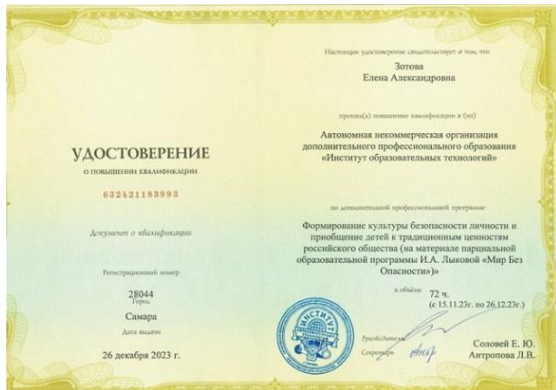 УДОСТОВЕРЕНИЕ
О ПОВЫШЕНИИ КВАЛИФИКАЦИИ
632421183993
Документ о квалификации
Регистрационный номер
28044
Город
Самара
Дата выдачи
26 декабря 2023 г.
Настоящее удостоверение свидетельствует о том, что
Зотова
Елена Александровна
прошел(а) повышение квалификации в (на)
Автономная некоммерческая организация
дополнительного профессионального образования
«Институт образовательных технологий»
по дополнительной профессиональной программе
Формирование культуры безопасности личности и
приобщение детей к традиционным ценностям
российского общества (на материале парциальной
образовательной программы И.А. Лыковой «Мир Без
Опасности»)»
в объёме
72 ч.
(с 15.11.23г. по 26.12.23г.)
Руководитель
Соловей Е. Ю.
Секретарь
Антропова Л.В.
ИНСТИТУТ